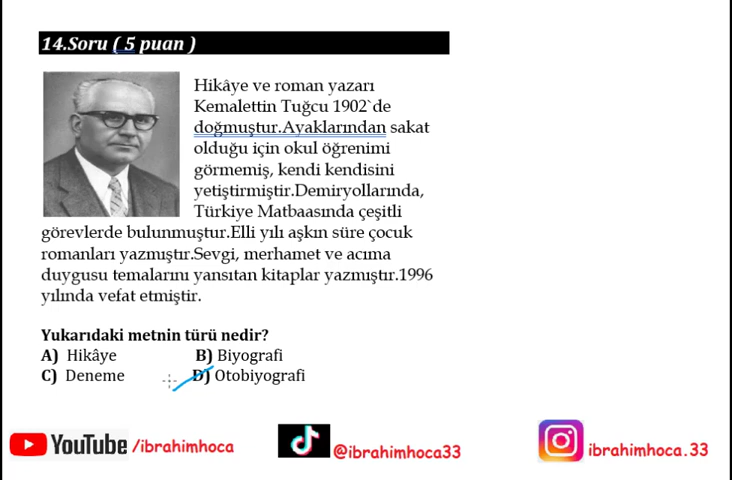 14.Soru ( 5 puan )
Hikâye ve roman yazarı
Kemalettin Tuğcu 1902`de
doğmuştur.Ayaklarından sakat
olduğu için okul öğrenimi
görmemiş, kendi kendisini
yetiştirmiştir.Demiryollarında,
Türkiye Matbaasında çeşitli
görevlerde bulunmuştur.Elli yılı aşkın süre çocuk
romanları yazmıştır.Sevgi, merhamet ve acıma
duygusu temalarını yansıtan kitaplar yazmıştır.1996
yılında vefat etmiştir.
Yukarıdaki metnin türü nedir?
A) Hikâye B) Biyografi
C) Deneme D) Otobiyografi
YouTube /ibrahimhoca @ibrahimhoca33 ibrahimhoca.33